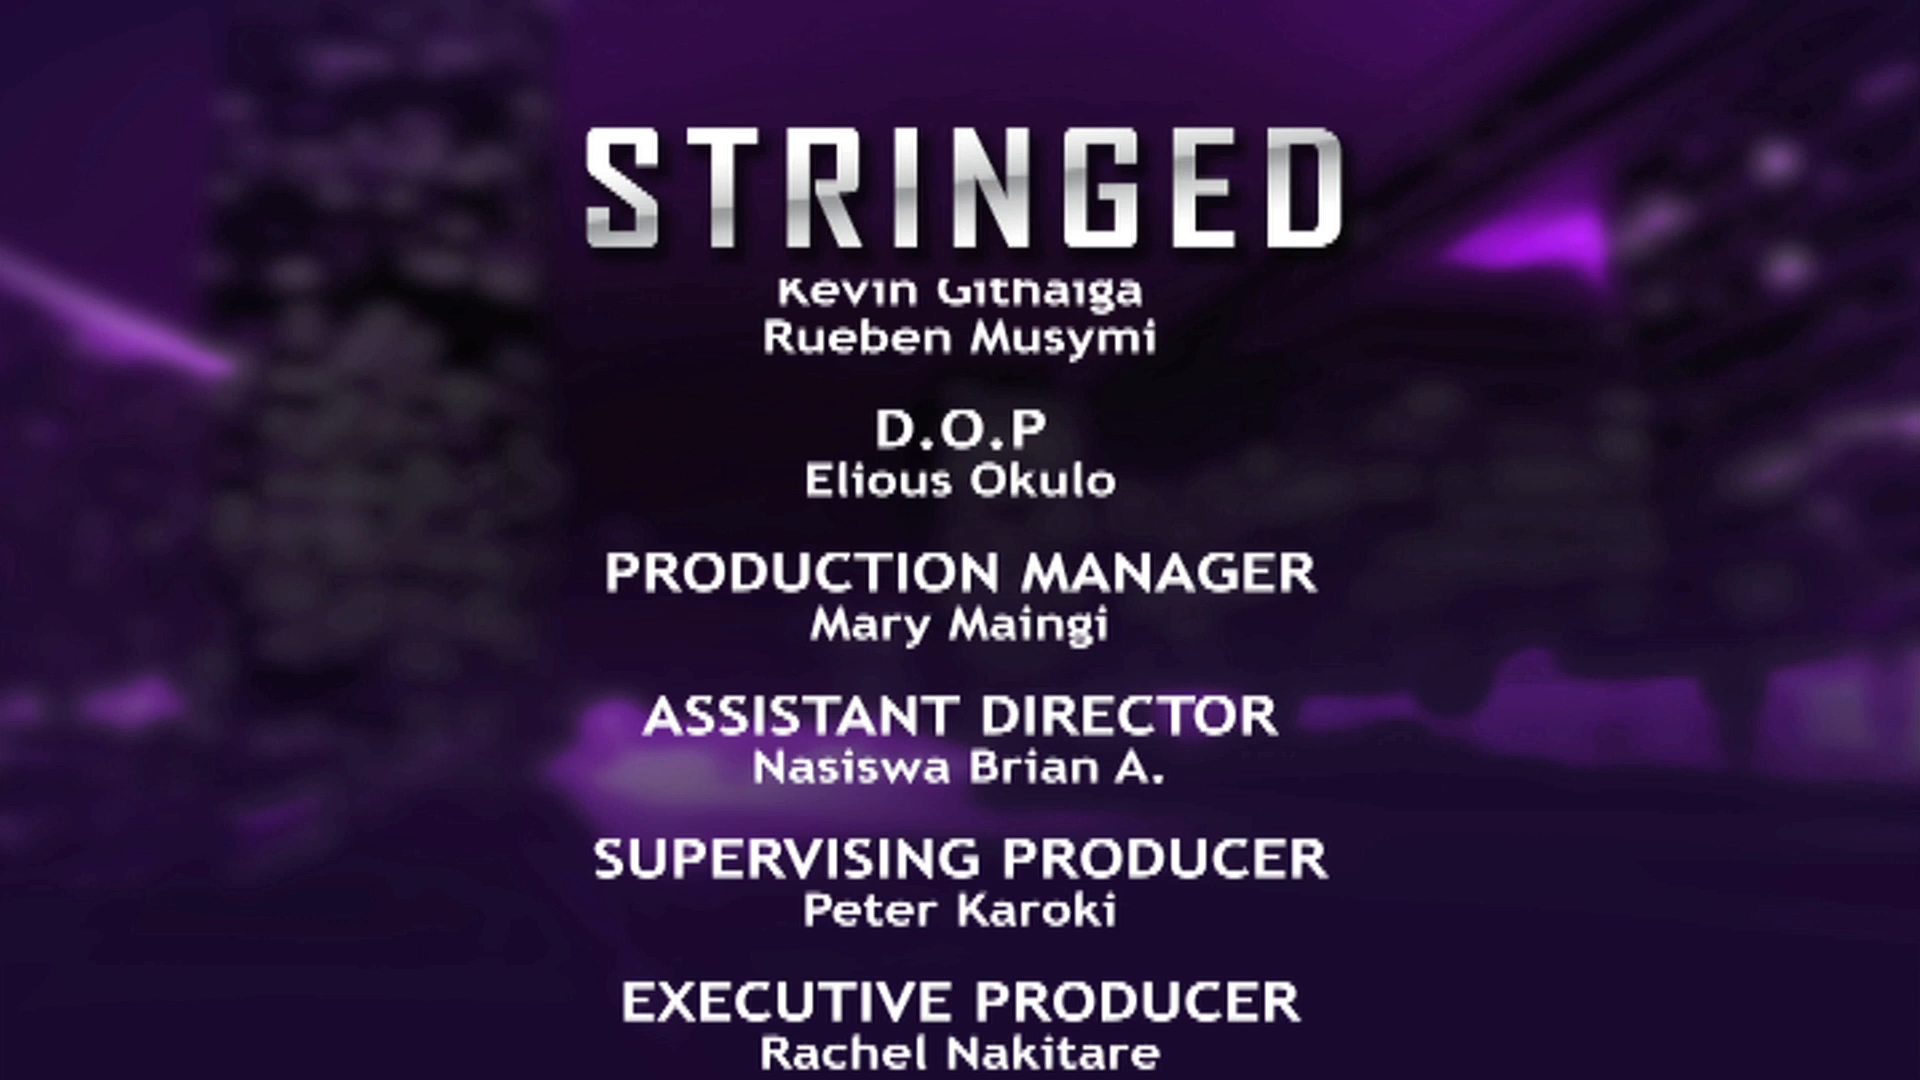 STRINGED
Kevin Githaiga
Rueben Musymi
D.O.P
Elious Okulo
PRODUCTION MANAGER
Mary Maingi
ASSISTANT DIRECTOR
Nasiswa Brian A.
SUPERVISING PRODUCER
Peter Karoki
EXECUTIVE PRODUCER
Rachel Nakitare